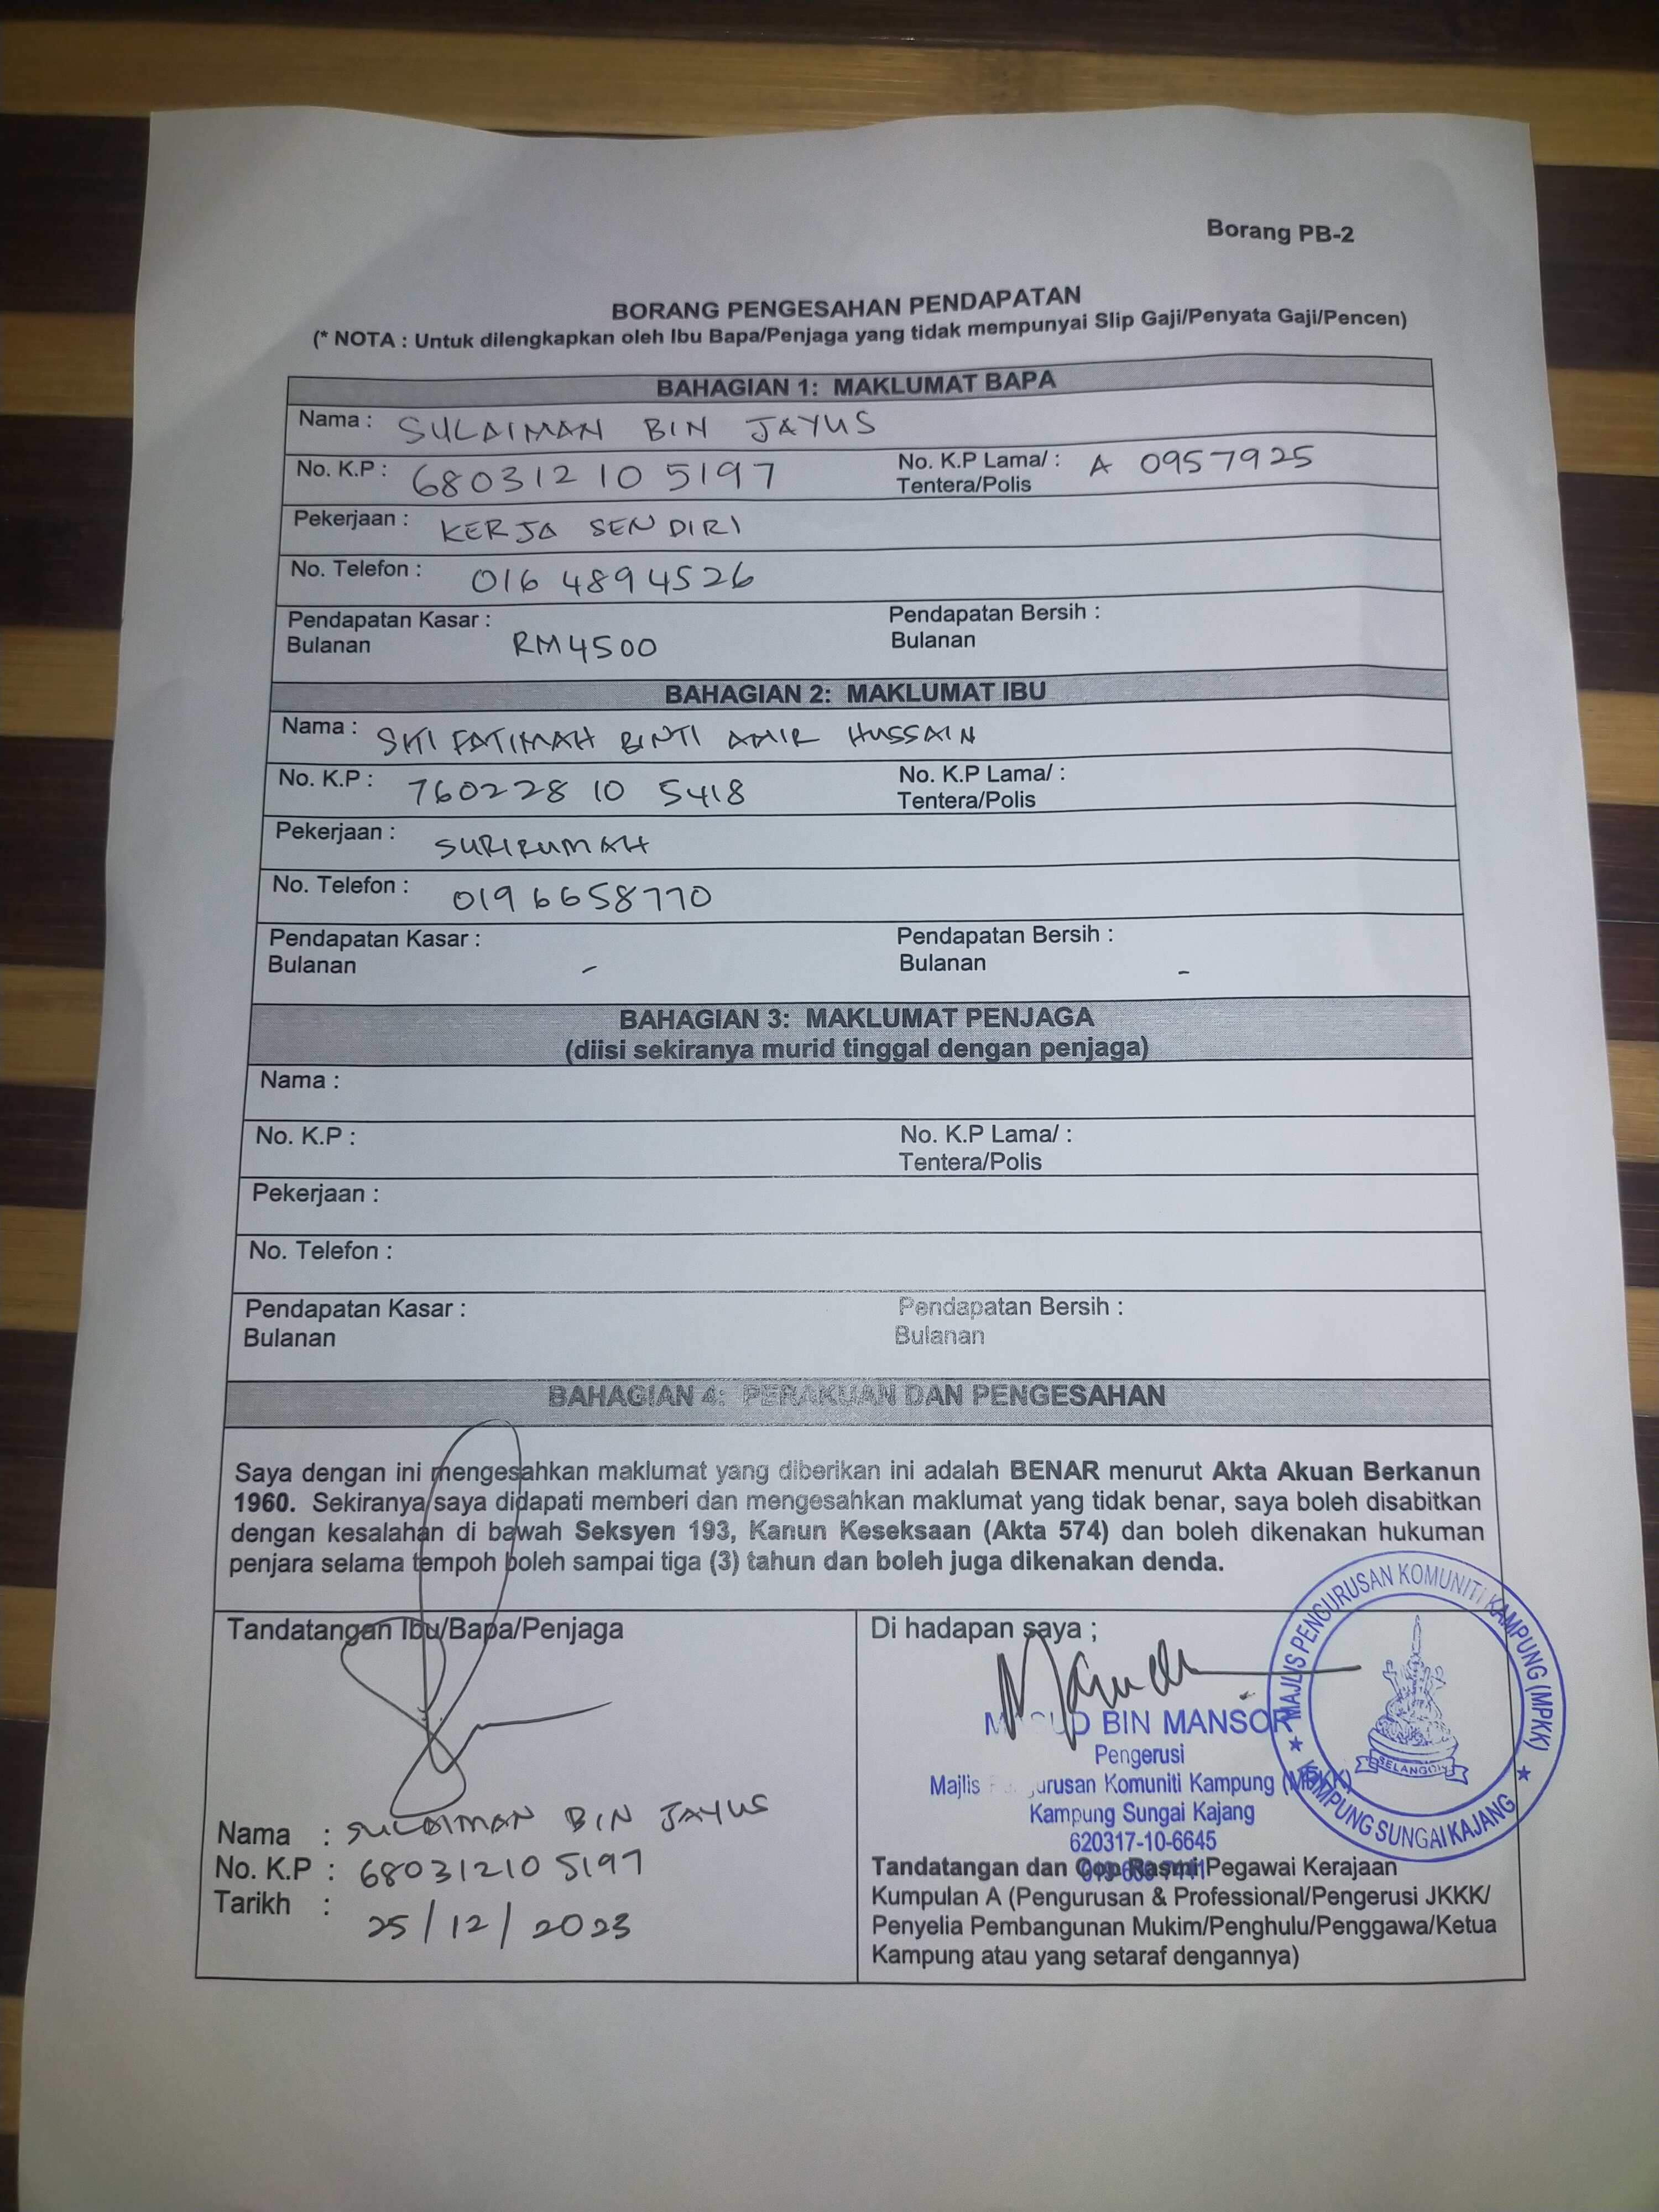 Borang PB-2
BORANG PENGESAHAN PENDAPATAN
(* NOTA : Untuk dilengkapkan oleh Ibu Bapa/Penjaga yang tidak mempunyai Slip Gaji/Penyata Gaji/Pencen)
BAHAGIAN 1: MAKLUMAT BAPA
Nama : SULAIMAN BIN JAYUS
No. K.P : 680312 10 5197 No. K.P Lama/ : A 0957925
Tentera/Polis
Pekerjaan : KERJA SENDIRI
No. Telefon : 016 4894526
Pendapatan Kasar : Pendapatan Bersih :
Bulanan RM4500 Bulanan
BAHAGIAN 2: MAKLUMAT IBU
Nama : SITI FATIMAH BINTI AMIR HUSSAIN
No. K.P : 760228 10 5418 No. K.P Lama/ :
Tentera/Polis
Pekerjaan : SURIRUMAH
No. Telefon : 019 6658770
Pendapatan Kasar : Pendapatan Bersih :
Bulanan - Bulanan -
BAHAGIAN 3: MAKLUMAT PENJAGA
(diisi sekiranya murid tinggal dengan penjaga)
Nama :
No. K.P : No. K.P Lama/ :
Tentera/Polis
Pekerjaan :
No. Telefon :
Pendapatan Kasar : Pendapatan Bersih :
Bulanan Bulanan
BAHAGIAN 4: PERAKUAN DAN PENGESAHAN
Saya dengan ini mengesahkan maklumat yang diberikan ini adalah BENAR menurut Akta Akuan Berkanun
1960. Sekiranya saya didapati memberi dan mengesahkan maklumat yang tidak benar, saya boleh disabitkan
dengan kesalahan di bawah Seksyen 193, Kanun Keseksaan (Akta 574) dan boleh dikenakan hukuman
penjara selama tempoh boleh sampai tiga (3) tahun dan boleh juga dikenakan denda.
Tandatangan Ibu/Bapa/Penjaga
Nama : SULAIMAN BIN JAYUS
No. K.P : 680312105197
Tarikh : 25/12/2023
Di hadapan saya ;
BIN MANSOR
Pengerusi
Majlis Pengurusan Komuniti Kampung (MPKK)
Kampung Sungai Kajang
620317-10-6645
Tandatangan dan Cop Rasmi Pegawai Kerajaan
Kumpulan A (Pengurusan & Professional/Pengerusi JKKK/
Penyelia Pembangunan Mukim/Penghulu/Penggawa/Ketua
Kampung atau yang setaraf dengannya)
MAJLIS PENGURUSAN KOMUNITI KAMPUNG (MPKK)
★ KAMPUNG SUNGAI KAJANG ★
SELANGOR